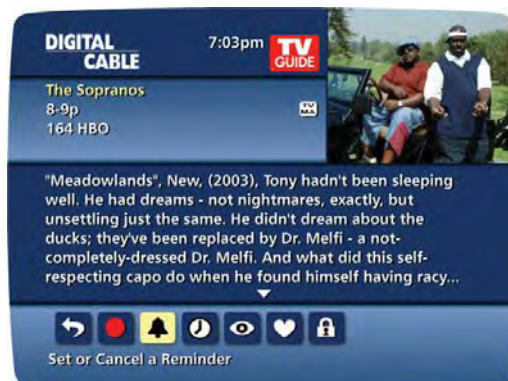 DIGITAL
CABLE
7:03pm
TV
GUIDE
The Sopranos
8-9p
TV
MA
164 HBO
"Meadowlands", New, (2003), Tony hadn't been sleeping
well. He had dreams - not nightmares, exactly, but
unsettling just the same. He didn't dream about the
ducks; they've been replaced by Dr. Melfi - a not-
completely-dressed Dr. Melfi. And what did this self-
respecting capo do when he found himself having racy...
Set or Cancel a Reminder